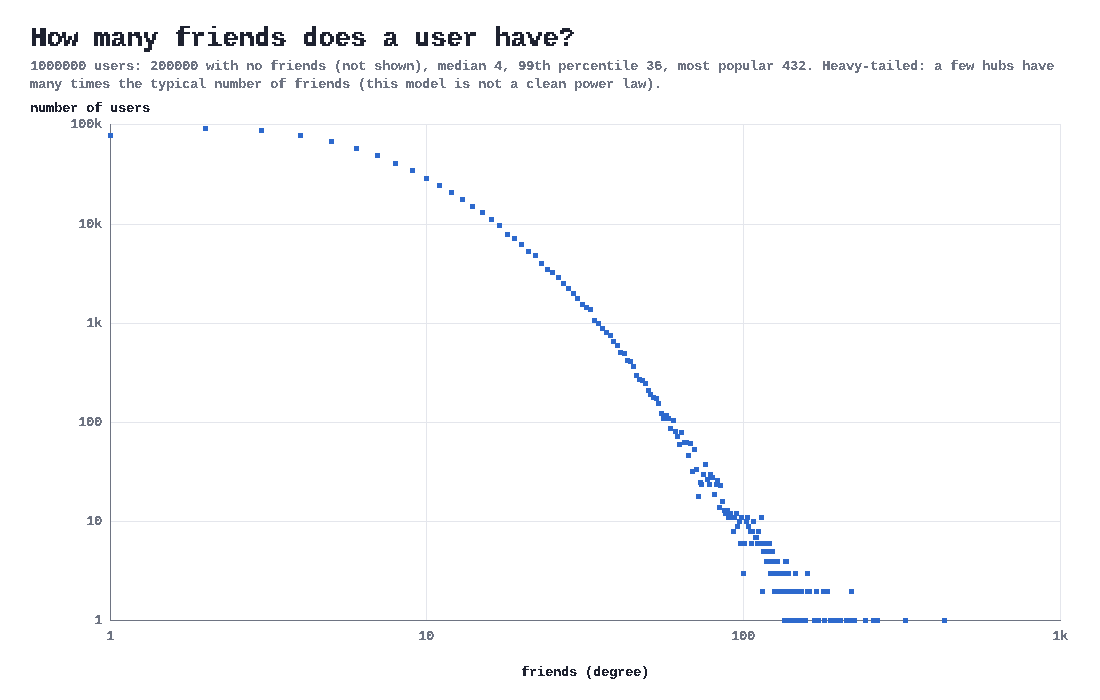 How many friends does a user have?
1000000 users: 200000 with no friends (not shown), median 4, 99th percentile 36, most popular 432. Heavy-tailed: a few hubs have
many times the typical number of friends (this model is not a clean power law).
number of users
100k
10k
1k
100
10
1
1 10 100 1k
friends (degree)